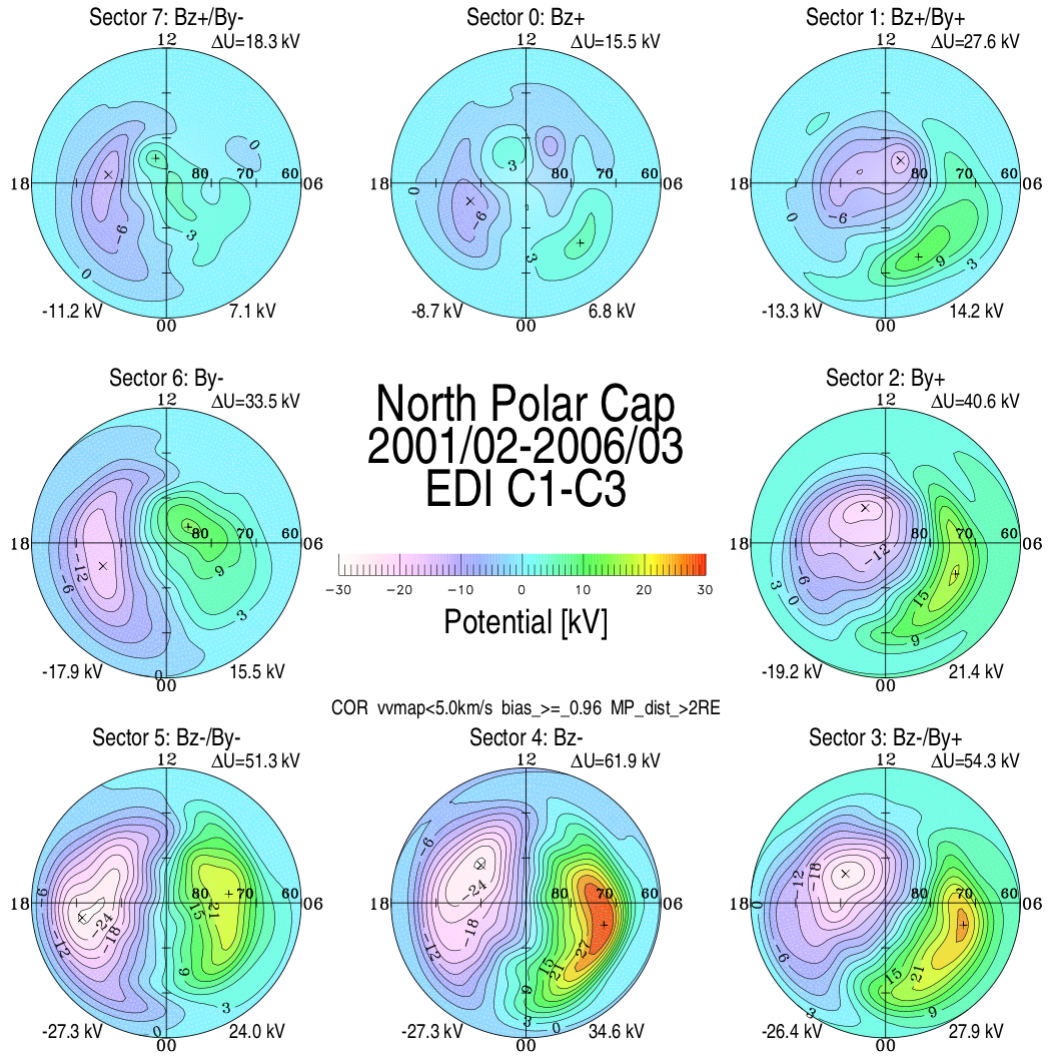 Sector 7: Bz+/By-
12
ΔU=18.3 kV
18
80 70 60
06
0
-6
3
0
-11.2 kV
7.1 kV
00
Sector 0: Bz+
12
ΔU=15.5 kV
0
3
80 70 60
-6
3
-8.7 kV
6.8 kV
00
Sector 1: Bz+/By+
12
ΔU=27.6 kV
80 70 60
06
0
-6
9
3
-13.3 kV
14.2 kV
00
Sector 6: By-
12
ΔU=33.5 kV
18
80 70 60
06
-12
-6
9
3
0
-17.9 kV
15.5 kV
00
North Polar Cap
2001/02-2006/03
EDI C1-C3
-30 -20 -10 0 10 20 30
Potential [kV]
Sector 2: By+
12
ΔU=40.6 kV
80 70 60
06
-12
-6
3
0
15
9
-19.2 kV
21.4 kV
00
COR vvmap<5.0km/s bias_>=_0.96 MP_dist_>2RE
Sector 5: Bz-/By-
12
ΔU=51.3 kV
18
80 70 60
06
-6
15
21
-24
-18
-12
9
3
0
-27.3 kV
24.0 kV
00
Sector 4: Bz-
12
ΔU=61.9 kV
80 70 60
-6
-24
-18
-12
27
15
21
9
3
0
-27.3 kV
34.6 kV
00
Sector 3: Bz-/By+
12
ΔU=54.3 kV
0
80 70 60
06
-12
-18
-6
15
21
3
9
-26.4 kV
27.9 kV
00